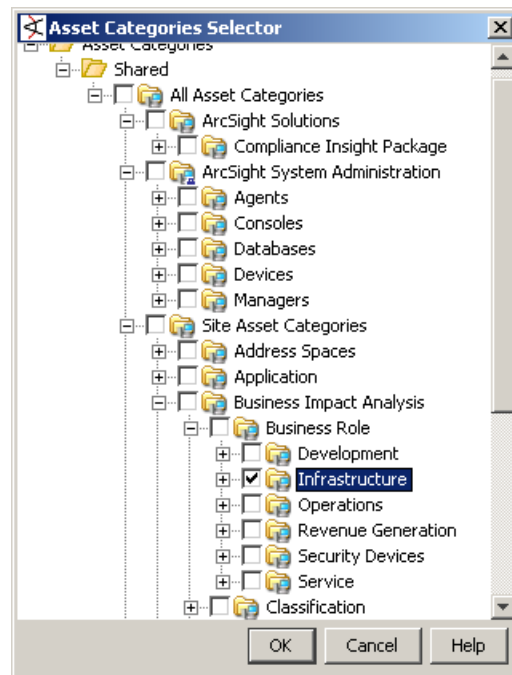 Asset Categories Selector
Asset Categories
Shared
All Asset Categories
ArcSight Solutions
Compliance Insight Package
ArcSight System Administration
Agents
Consoles
Databases
Devices
Managers
Site Asset Categories
Address Spaces
Application
Business Impact Analysis
Business Role
Development
Infrastructure
Operations
Revenue Generation
Security Devices
Service
Classification
OK Cancel Help